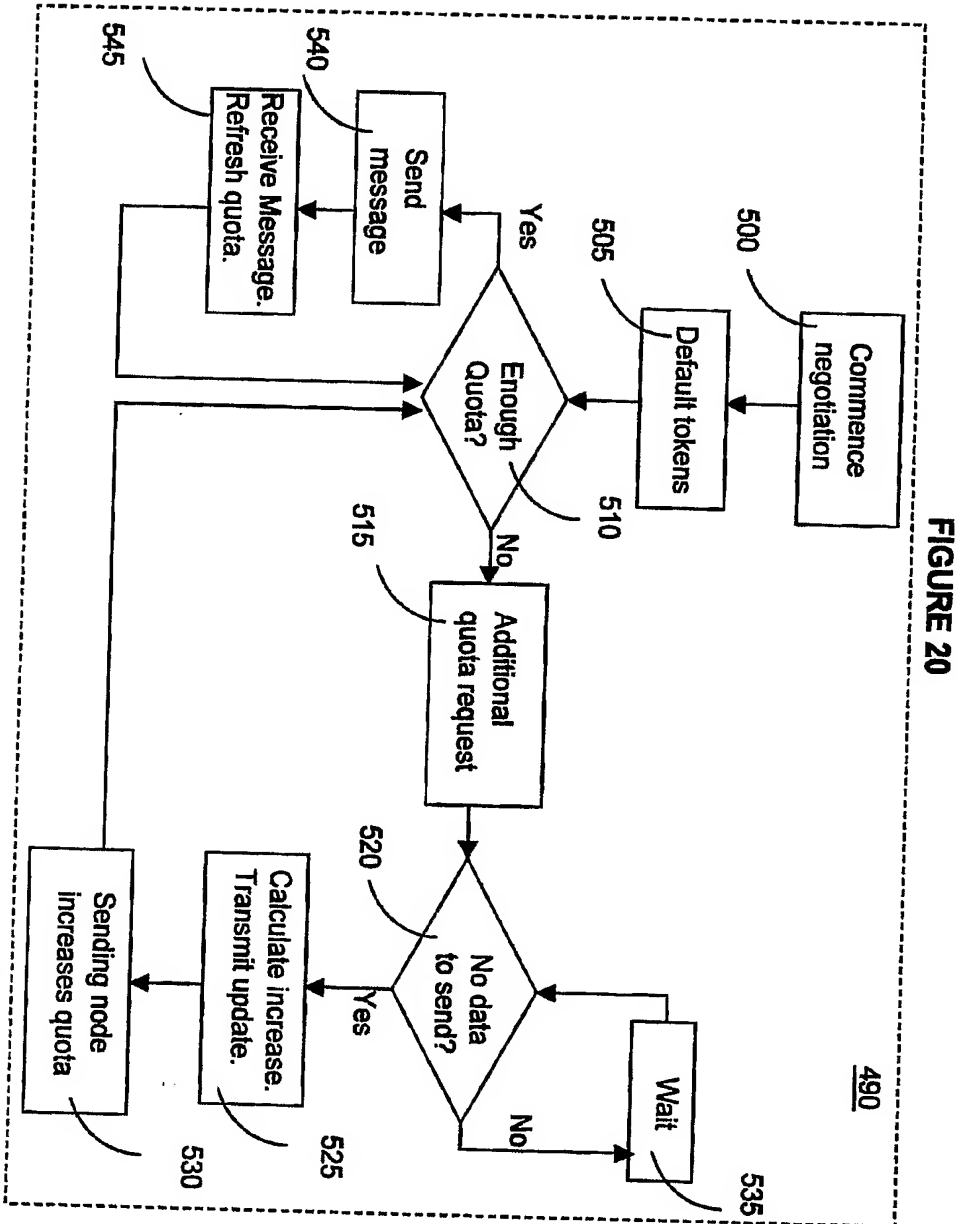 FIGURE 20
490
500
Commence
negotiation
505
Default tokens
510
Enough
Quota?
Yes
No
540
Send
message
545
Receive Message.
Refresh quota.
515
Additional
quota request
520
No data
to send?
No
Wait
535
Yes
Calculate increase.
Transmit update.
525
Sending node
increases quota
530